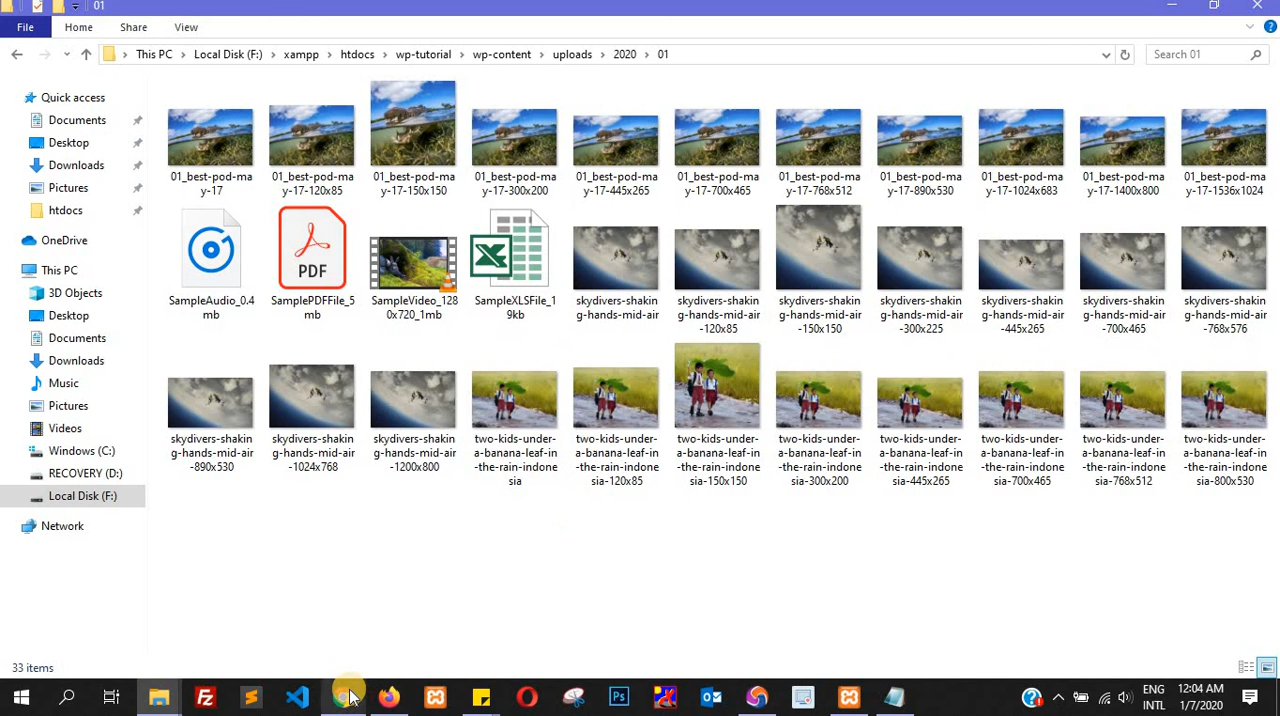 01
File
Home
Share
View
This PC
Local Disk (F:)
xampp
htdocs
wp-tutorial
wp-content
uploads
2020
01
Search 01
Quick access
Documents
Desktop
Downloads
Pictures
htdocs
OneDrive
This PC
3D Objects
Desktop
Documents
Downloads
Music
Pictures
Videos
Windows (C:)
RECOVERY (D:)
Local Disk (F:)
Network
01_best-pod-ma
y-17
01_best-pod-ma
y-17-120x85
01_best-pod-ma
y-17-150x150
01_best-pod-ma
y-17-300x200
01_best-pod-ma
y-17-445x265
01_best-pod-ma
y-17-700x465
01_best-pod-ma
y-17-768x512
01_best-pod-ma
y-17-890x530
01_best-pod-ma
y-17-1024x683
01_best-pod-ma
y-17-1400x800
01_best-pod-ma
y-17-1536x1024
SampleAudio_0.4
mb
PDF
SamplePDFFile_5
mb
SampleVideo_128
0x720_1mb
SampleXLSFile_1
9kb
skydivers-shakin
g-hands-mid-air
skydivers-shakin
g-hands-mid-air
-120x85
skydivers-shakin
g-hands-mid-air
-150x150
skydivers-shakin
g-hands-mid-air
-300x225
skydivers-shakin
g-hands-mid-air
-445x265
skydivers-shakin
g-hands-mid-air
-700x465
skydivers-shakin
g-hands-mid-air
-768x576
skydivers-shakin
g-hands-mid-air
-890x530
skydivers-shakin
g-hands-mid-air
-1024x768
skydivers-shakin
g-hands-mid-air
-1200x800
two-kids-under-
a-banana-leaf-in
-the-rain-indone
sia
two-kids-under-
a-banana-leaf-in
-the-rain-indone
sia-120x85
two-kids-under-
a-banana-leaf-in
-the-rain-indone
sia-150x150
two-kids-under-
a-banana-leaf-in
-the-rain-indone
sia-300x200
two-kids-under-
a-banana-leaf-in
-the-rain-indone
sia-445x265
two-kids-under-
a-banana-leaf-in
-the-rain-indone
sia-700x465
two-kids-under-
a-banana-leaf-in
-the-rain-indone
sia-768x512
two-kids-under-
a-banana-leaf-in
-the-rain-indone
sia-800x530
33 items
Fz
Ps
ENG
INTL
12:04 AM
1/7/2020